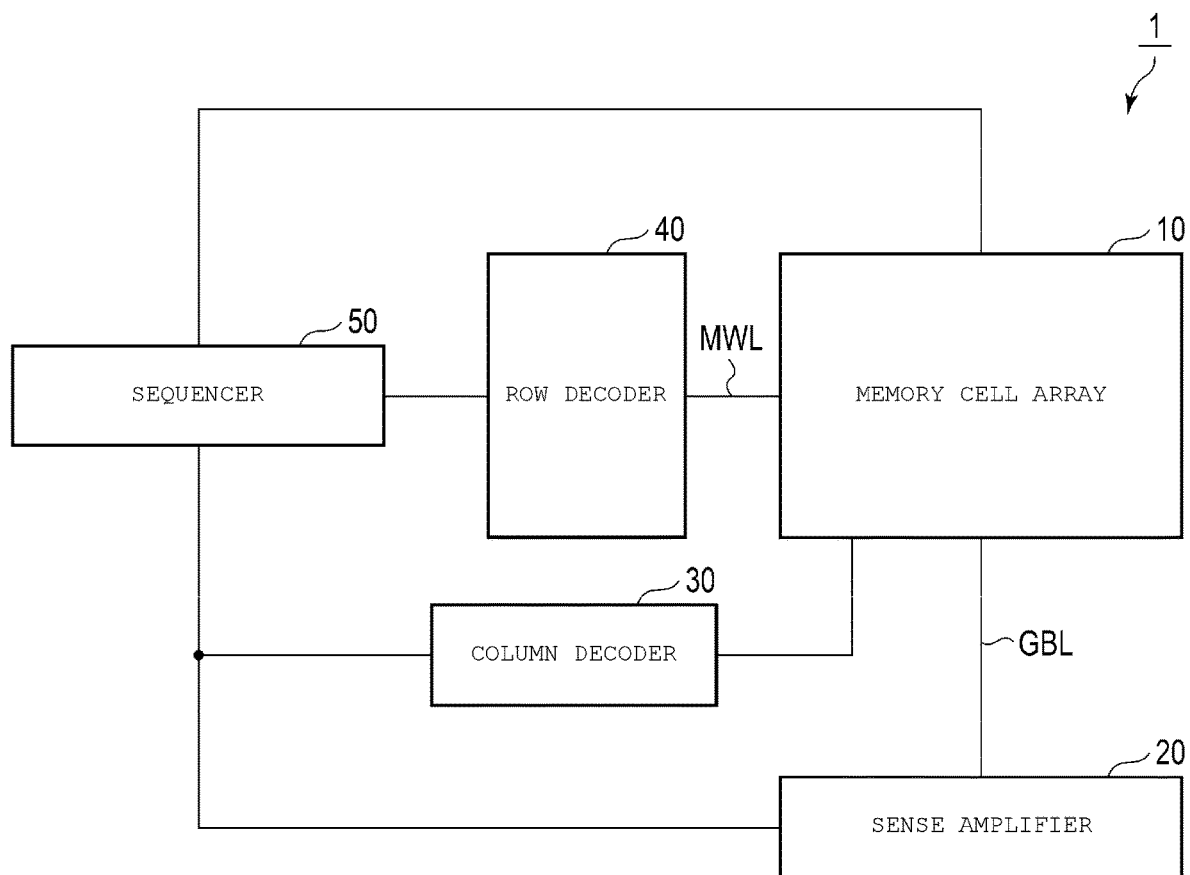 1
40
10
50
MWL
SEQUENCER
ROW DECODER
MEMORY CELL ARRAY
30
COLUMN DECODER
GBL
20
SENSE AMPLIFIER